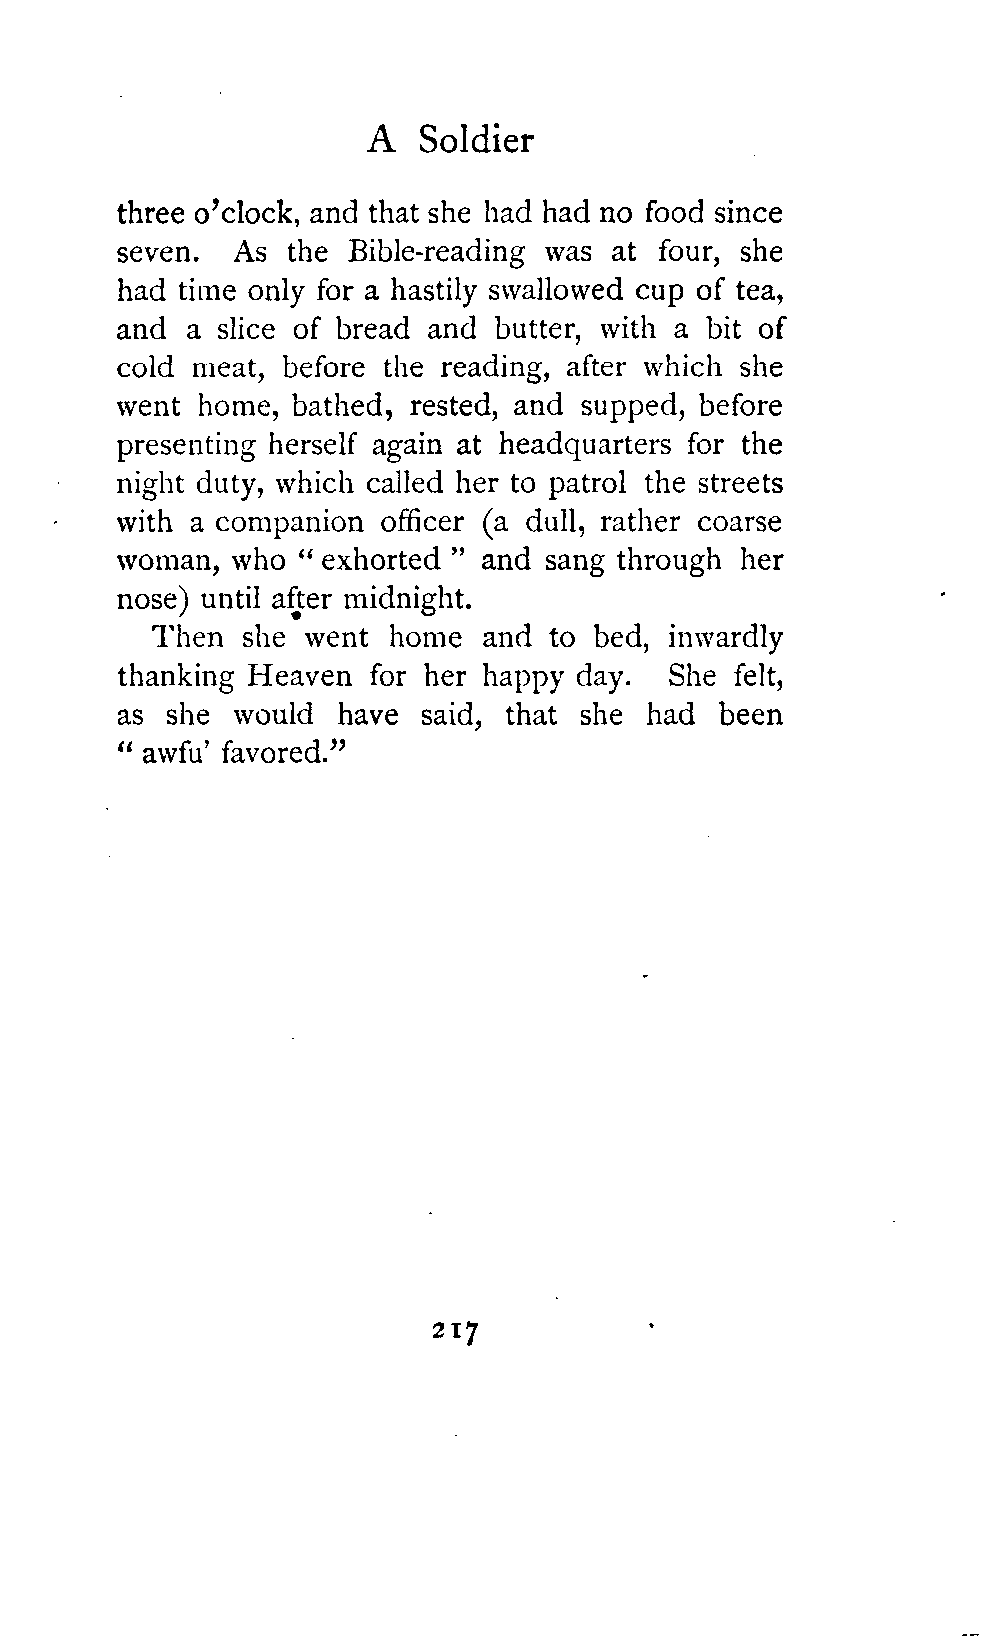 A Soldier
three o'clock, and that she had had no food since
seven. As the Bible-reading was at four, she
had time only for a hastily swallowed cup of tea,
and a slice of bread and butter, with a bit of
cold meat, before the reading, after which she
went home, bathed, rested, and supped, before
presenting herself again at headquarters for the
night duty, which called her to patrol the streets
with a companion officer (a dull, rather coarse
woman, who “ exhorted ” and sang through her
nose) until after midnight.
Then she went home and to bed, inwardly
thanking Heaven for her happy day. She felt,
as she would have said, that she had been
“ awfu' favored.”
217